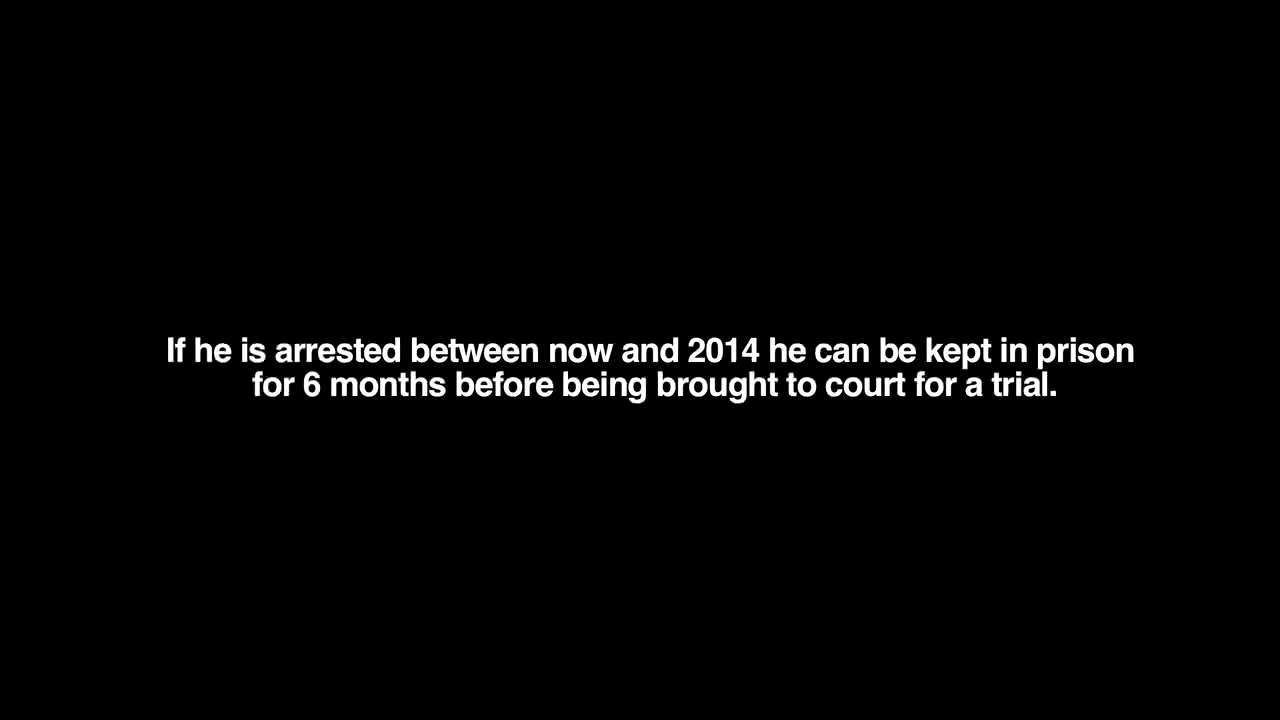 If he is arrested between now and 2014 he can be kept in prison
for 6 months before being brought to court for a trial.